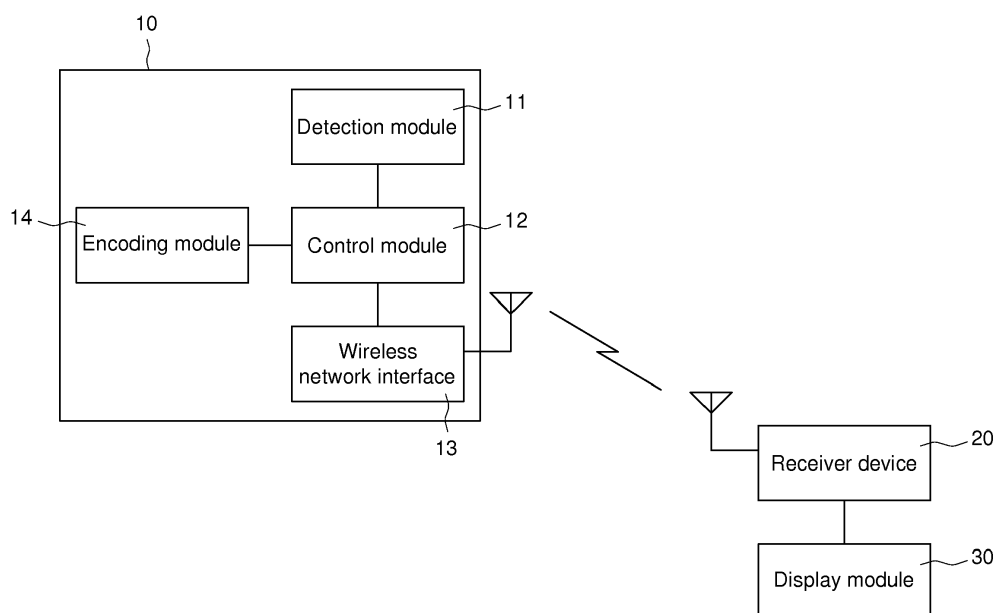 10
11
Detection module
14
12
Encoding module
Control module
Wireless
network interface
13
20
Receiver device
30
Display module